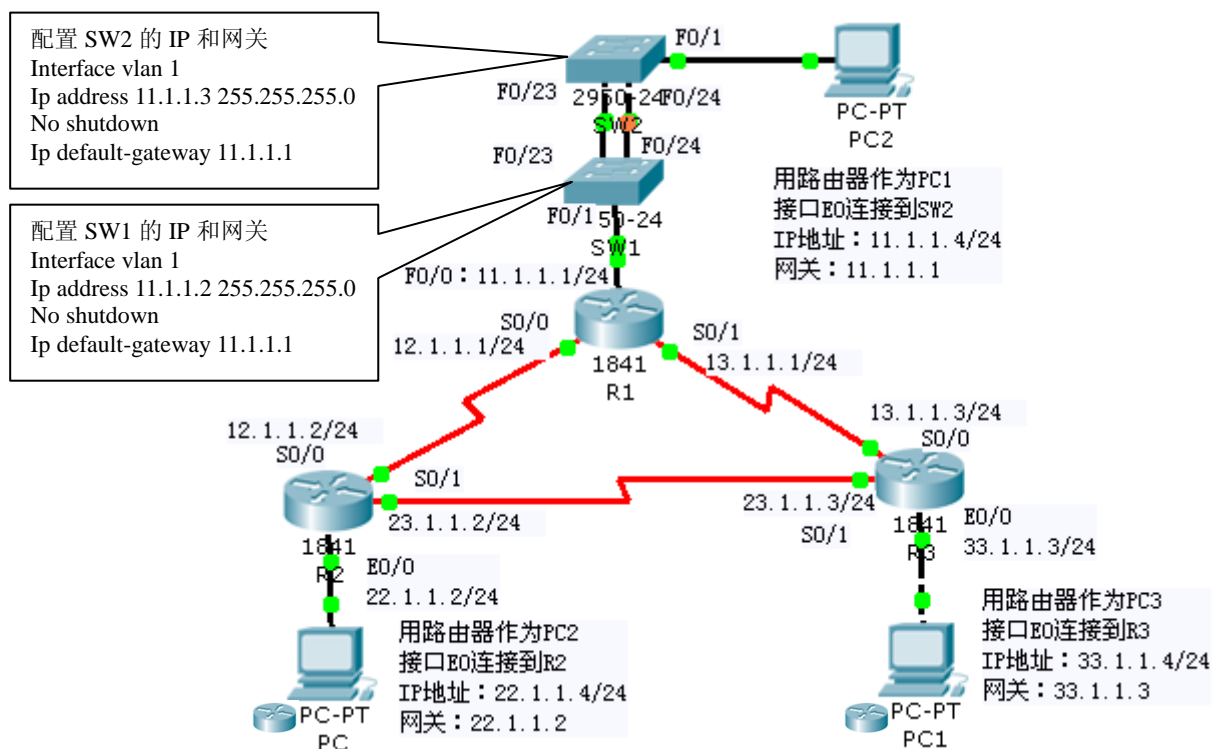 配置 SW2 的 IP 和网关
Interface vlan 1
Ip address 11.1.1.3 255.255.255.0
No shutdown
Ip default-gateway 11.1.1.1
F0/1
F0/23
2950-24
F0/24
SW2
PC-PT
PC2
F0/23
F0/24
用路由器作为PC1
接口E0连接到SW2
IP地址：11.1.1.4/24
网关：11.1.1.1
配置 SW1 的 IP 和网关
Interface vlan 1
Ip address 11.1.1.2 255.255.255.0
No shutdown
Ip default-gateway 11.1.1.1
F0/1
50-24
SW1
F0/0：11.1.1.1/24
S0/0
12.1.1.1/24
S0/1
13.1.1.1/24
1841
R1
12.1.1.2/24
S0/0
13.1.1.3/24
S0/0
S0/1
23.1.1.2/24
23.1.1.3/24
S0/1
1841
R2
E0/0
22.1.1.2/24
1841
R3
E0/0
33.1.1.3/24
用路由器作为PC2
接口E0连接到R2
IP地址：22.1.1.4/24
网关：22.1.1.2
PC-PT
PC
用路由器作为PC3
接口E0连接到R3
IP地址：33.1.1.4/24
网关：33.1.1.3
PC-PT
PC1